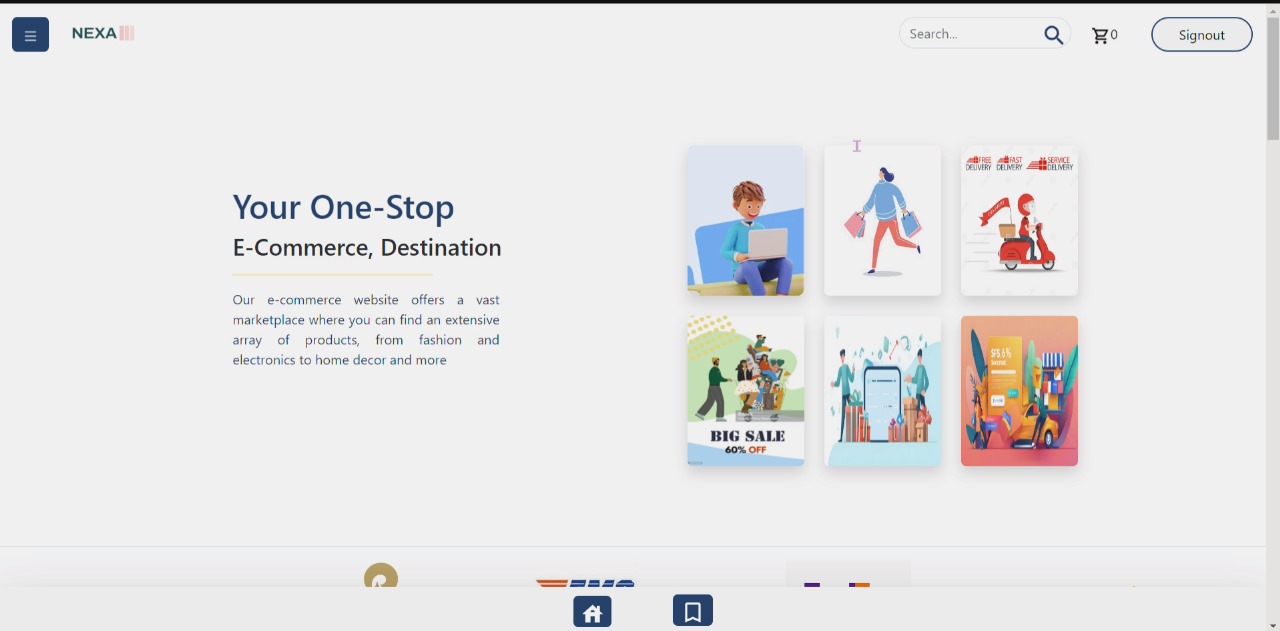 NEXA
Search...
0
Signout
Your One-Stop
E-Commerce, Destination
Our e-commerce website offers a vast
marketplace where you can find an extensive
array of products, from fashion and
electronics to home decor and more
FREE DELIVERY
FAST DELIVERY
SERVICE DELIVERY
BIG SALE
60% OFF